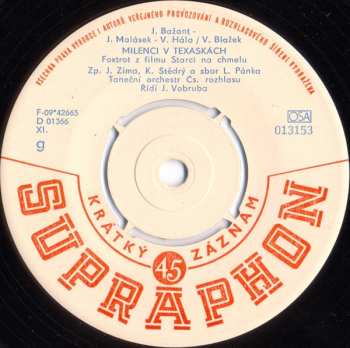 VŠECHNA PRÁVA VÝROBCE I AUTORŮ VEŘEJNÉHO PROVOZOVÁNÍ A ROZHLASOVÉHO ŠÍŘENÍ VYHRAŽENA
J. Bažant -
J. Malásek - V. Hála / V. Blažek
MILENCI V TEXASKÁCH
Foxtrot z filmu Starci na chmelu
Zp. J. Zíma, K. Štědrý a sbor L. Pánka
Taneční orchestr Čs. rozhlasu
Řídí J. Vobruba
F-09*42665
D 01366
XI.
g
OSA
013153
KRÁTKÝ 45 ZÁZNAM
SUPRAPHON